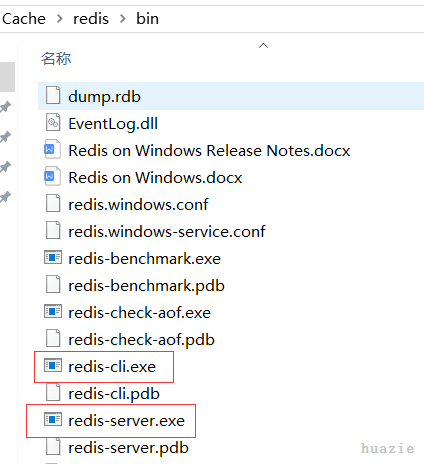 Cache > redis > bin
名称
dump.rdb
EventLog.dll
Redis on Windows Release Notes.docx
Redis on Windows.docx
redis.windows.conf
redis.windows-service.conf
redis-benchmark.exe
redis-benchmark.pdb
redis-check-aof.exe
redis-check-aof.pdb
redis-cli.exe
redis-cli.pdb
redis-server.exe
redis-server.pdb
huazie